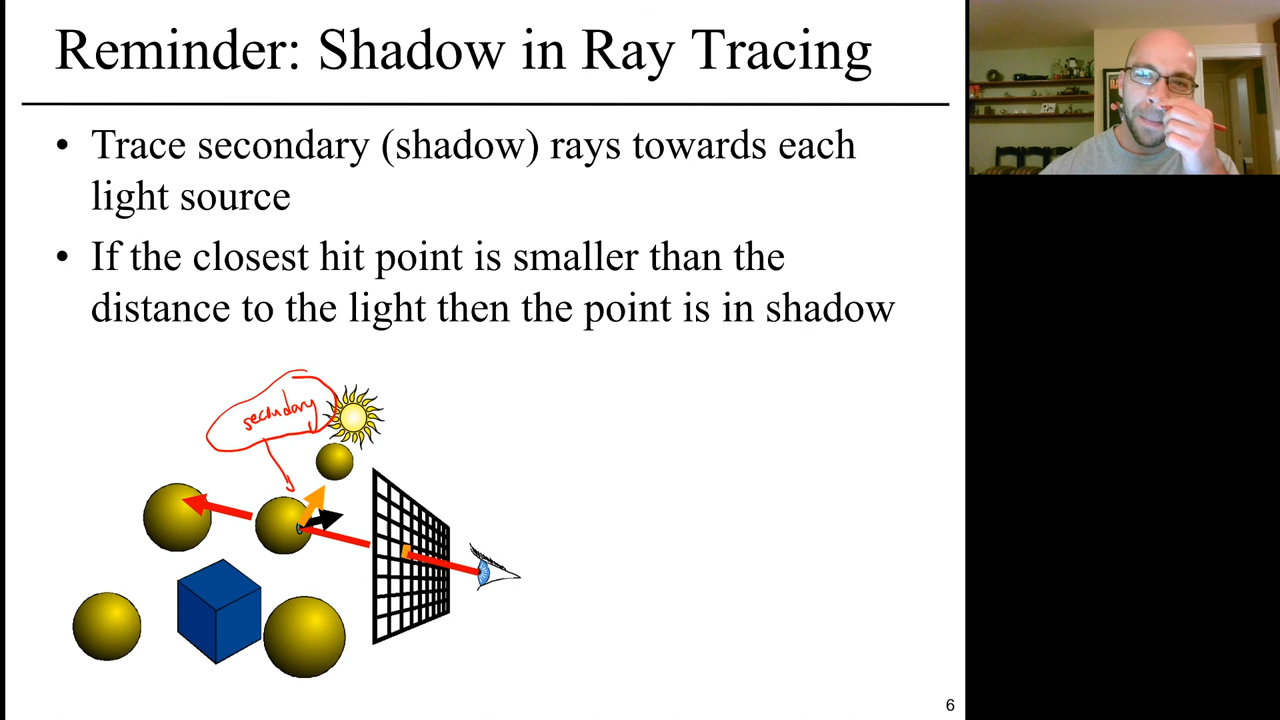 Reminder: Shadow in Ray Tracing
• Trace secondary (shadow) rays towards each
light source
• If the closest hit point is smaller than the
distance to the light then the point is in shadow
secondary
6